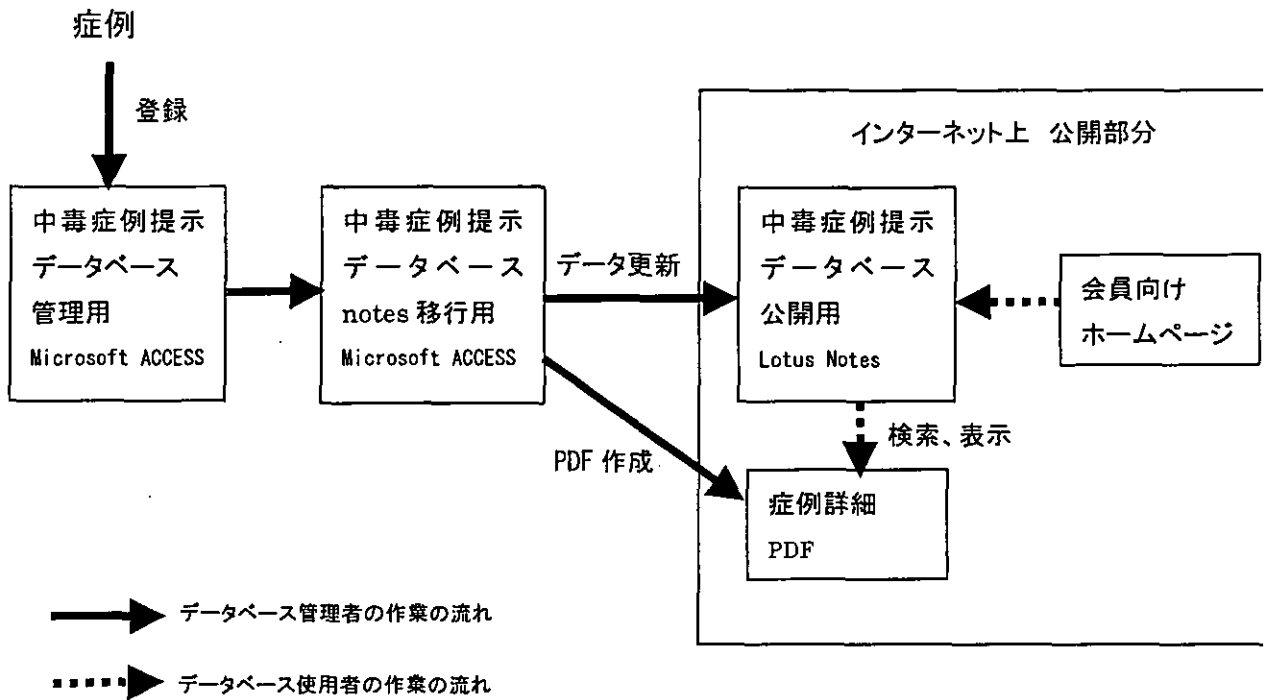 症例
登録
インターネット上 公開部分
中毒症例提示
データベース
管理用
Microsoft ACCESS
中毒症例提示
データベース
notes 移行用
Microsoft ACCESS
データ更新
中毒症例提示
データベース
公開用
Lotus Notes
会員向け
ホームページ
検索、表示
PDF 作成
症例詳細
PDF
データベース管理者の作業の流れ
データベース使用者の作業の流れ